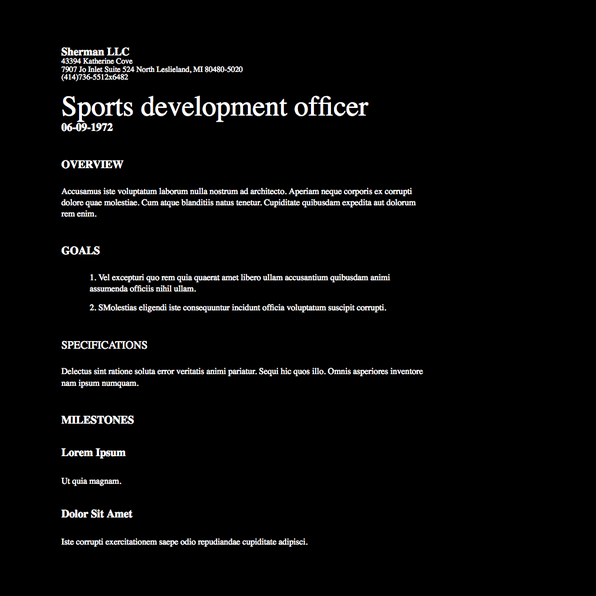 Sherman LLC
43394 Katherine Cove
7907 Jo Inlet Suite 524 North Leslieland, MI 80480-5020
(414)736-5512x6482
Sports development officer
06-09-1972
OVERVIEW
Accusamus iste voluptatum laborum nulla nostrum ad architecto. Aperiam neque corporis ex corrupti
dolore quae molestiae. Cum atque blanditiis natus tenetur. Cupiditate quibusdam expedita aut dolorum
rem enim.
GOALS
1. Vel excepturi quo rem quia quaerat amet libero ullam accusantium quibusdam animi
assumenda officiis nihil ullam.
2. SMolestias eligendi iste consequuntur incidunt officia voluptatum suscipit corrupti.
SPECIFICATIONS
Delectus sint ratione soluta error veritatis animi pariatur. Sequi hic quos illo. Omnis asperiores inventore
nam ipsum numquam.
MILESTONES
Lorem Ipsum
Ut quia magnam.
Dolor Sit Amet
Iste corrupti exercitationem saepe odio repudiandae cupiditate adipisci.